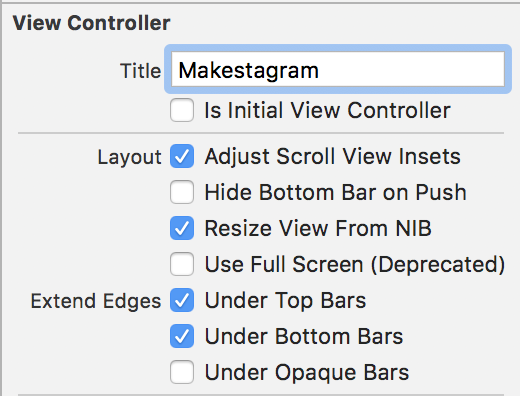 View Controller
Title Makestagram
Is Initial View Controller
Layout Adjust Scroll View Insets
Hide Bottom Bar on Push
Resize View From NIB
Use Full Screen (Deprecated)
Extend Edges Under Top Bars
Under Bottom Bars
Under Opaque Bars